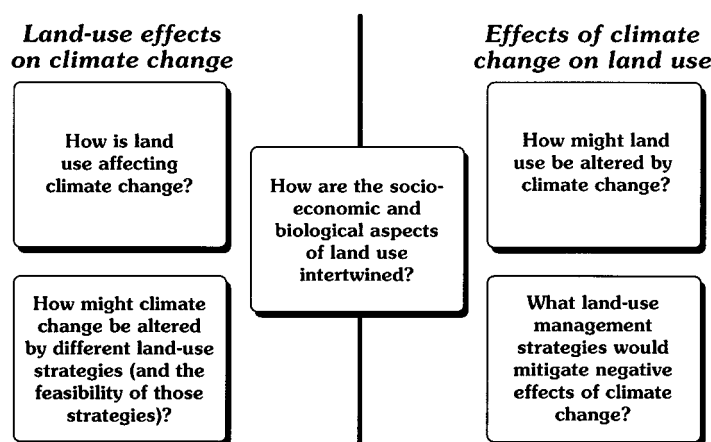 Land-use effects
on climate change
How is land
use affecting
climate change?
How might climate
change be altered
by different land-use
strategies (and the
feasibility of those
strategies)?
How are the socio-
economic and
biological aspects
of land use
intertwined?
Effects of climate
change on land use
How might land
use be altered by
climate change?
What land-use
management
strategies would
mitigate negative
effects of climate
change?